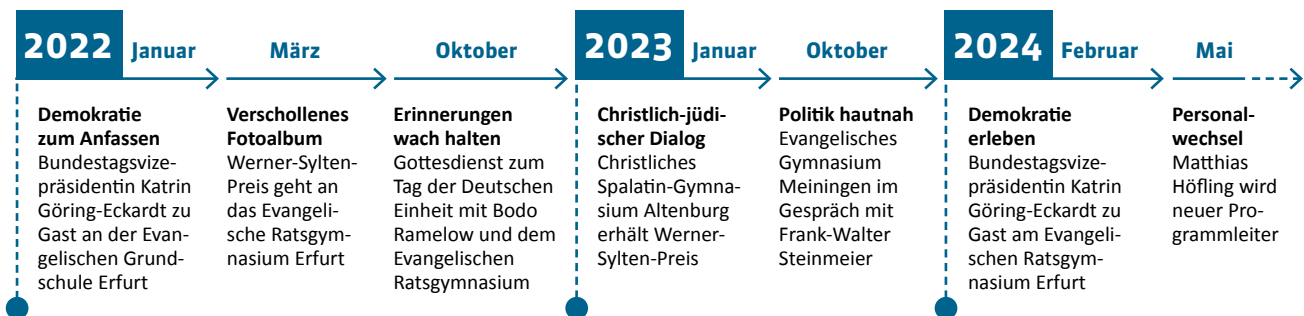 2022 Januar
Demokratie
zum Anfassen
Bundestagsvize-
präsidentin Katrin
Göring-Eckardt zu
Gast an der Evan-
gelischen Grund-
schule Erfurt
März
Verschollenes
Fotoalbum
Werner-Sylten-
Preis geht an
das Evangeli-
sche Ratsgym-
nasium Erfurt
Oktober
Erinnerungen
wach halten
Gottesdienst zum
Tag der Deutschen
Einheit mit Bodo
Ramelow und dem
Evangelischen
Ratsgymnasium
2023 Januar
Christlich-jüdi-
scher Dialog
Christliches
Spalatin-Gymna-
sium Altenburg
erhält Werner-
Sylten-Preis
Oktober
Politik hautnah
Evangelisches
Gymnasium
Meiningen im
Gespräch mit
Frank-Walter
Steinmeier
2024 Februar
Demokratie
erleben
Bundestagsvize-
präsidentin Katrin
Göring-Eckardt zu
Gast am Evangeli-
schen Ratsgym-
nasium Erfurt
Mai
Personal-
wechsel
Matthias
Höfling wird
neuer Pro-
grammleiter